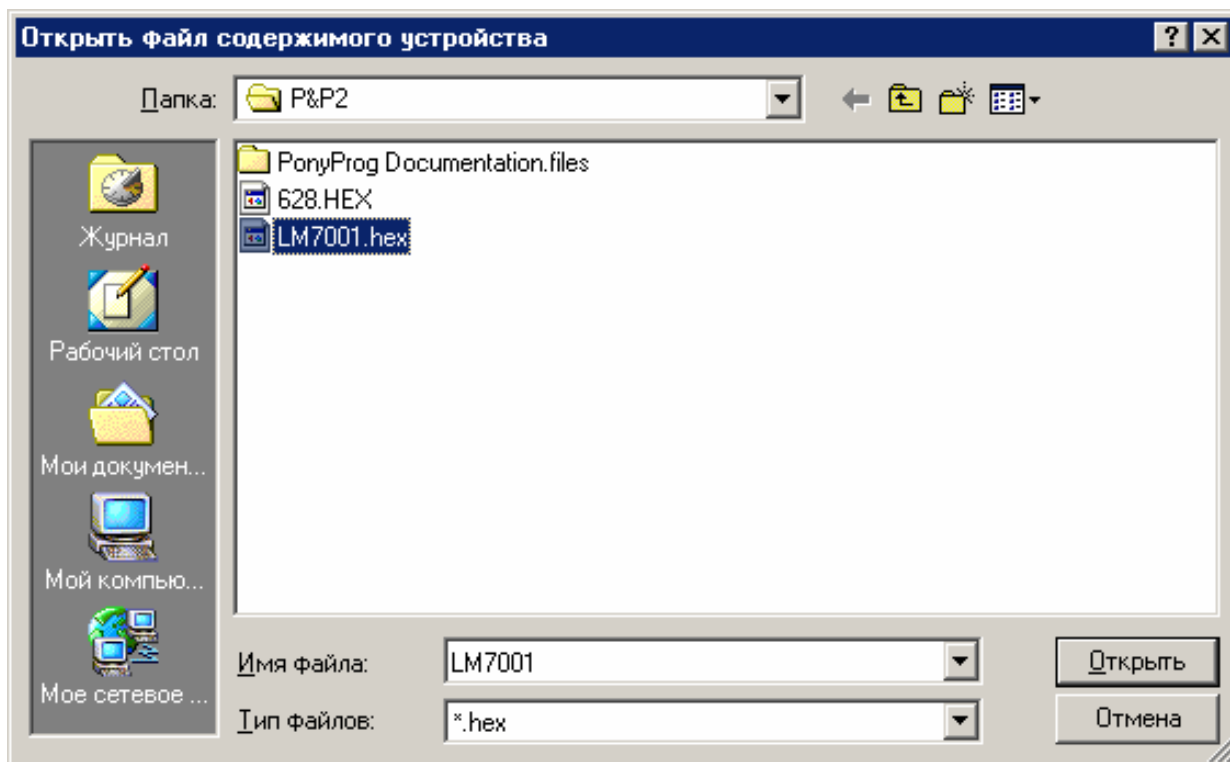 Открыть файл содержимого устройства
Папка: P&P2
PonyProg Documentation.files
628.HEX
LM7001.hex
Журнал
Рабочий стол
Мои докумен...
Мой компью...
Мое сетевое ...
Имя файла: LM7001 Открыть
Тип файлов: *.hex Отмена